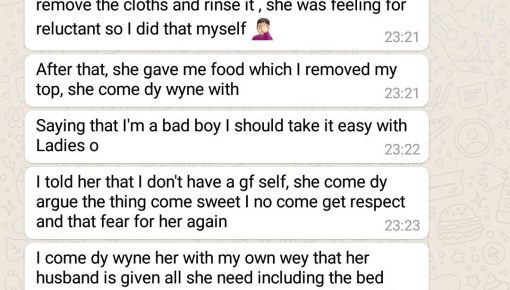 remove the cloths and rinse it , she was feeling for
reluctant so I did that myself 🤦🏻‍♂️
23:21
After that, she gave me food which I removed my
top, she come dy wyne with
23:21
Saying that I'm a bad boy I should take it easy with
Ladies o
23:22
I told her that I don't have a gf self, she come dy
argue the thing come sweet I no come get respect
and that fear for her again
23:23
I come dy wyne her with my own wey that her
husband is given all she need including the bed